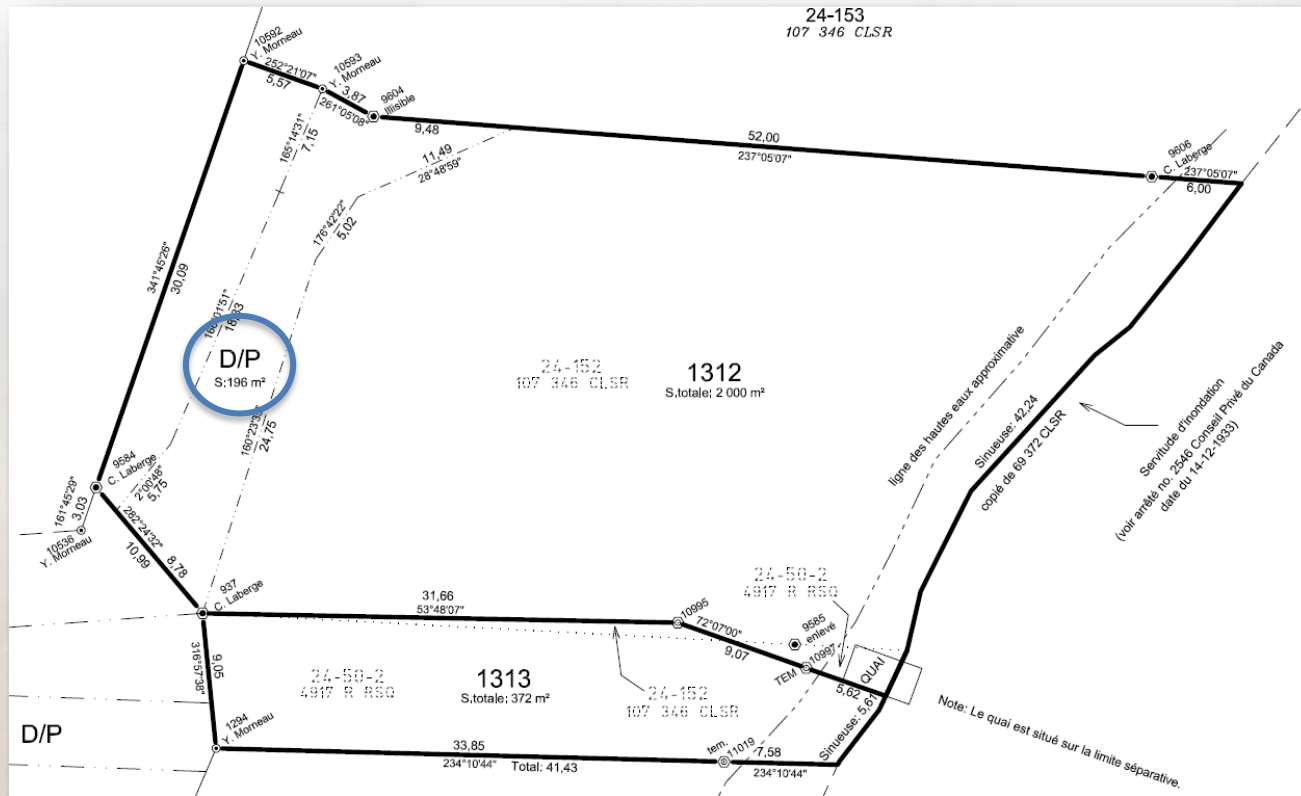 24-153
107 346 CLSR
10592
Y. Morneau
252°21'07"
5,57
10593
Y. Morneau
3,87
261°05'08"
9604
Illisible
9,48
52,00
237°05'07"
9606
C. Laberge
237°05'07"
6,00
165°14'31"
7,15
11,49
28°48'59"
176°42'22"
5,02
341°45'26"
30,09
D/P
S:196 m²
24,75
24-152
107 346 CLSR
1312
S,totale; 2 000 m²
ligne des hautes eaux approximative
Sinueuse: 42,24
copié de 69 372 CLSR
Servitude d'inondation
(voir arrêté no. 2546 Conseil Privé du Canada
date du 14-12-1933)
9584
C. Laberge
161°45'29"
3,03
10536
Y. Morneau
2°00'48"
5,75
282°24'32"
8,78
10,99
937
C. Laberge
31,66
53°48'07"
10995
72°07'00"
9,07
24-50-2
4917 R RSQ
9585
enlevé
10997
TEM
5,62
QUAI
316°57'38"
9,05
24-50-2
4917 R RSQ
1313
S,totale; 372 m²
24-152
107 346 CLSR
Sinueuse: 5,61
Note: Le quai est situé sur la limite séparative.
D/P
1294
Y. Morneau
33,85
234°10'44"
Total: 41,43
tem.
11019
7,58
234°10'44"